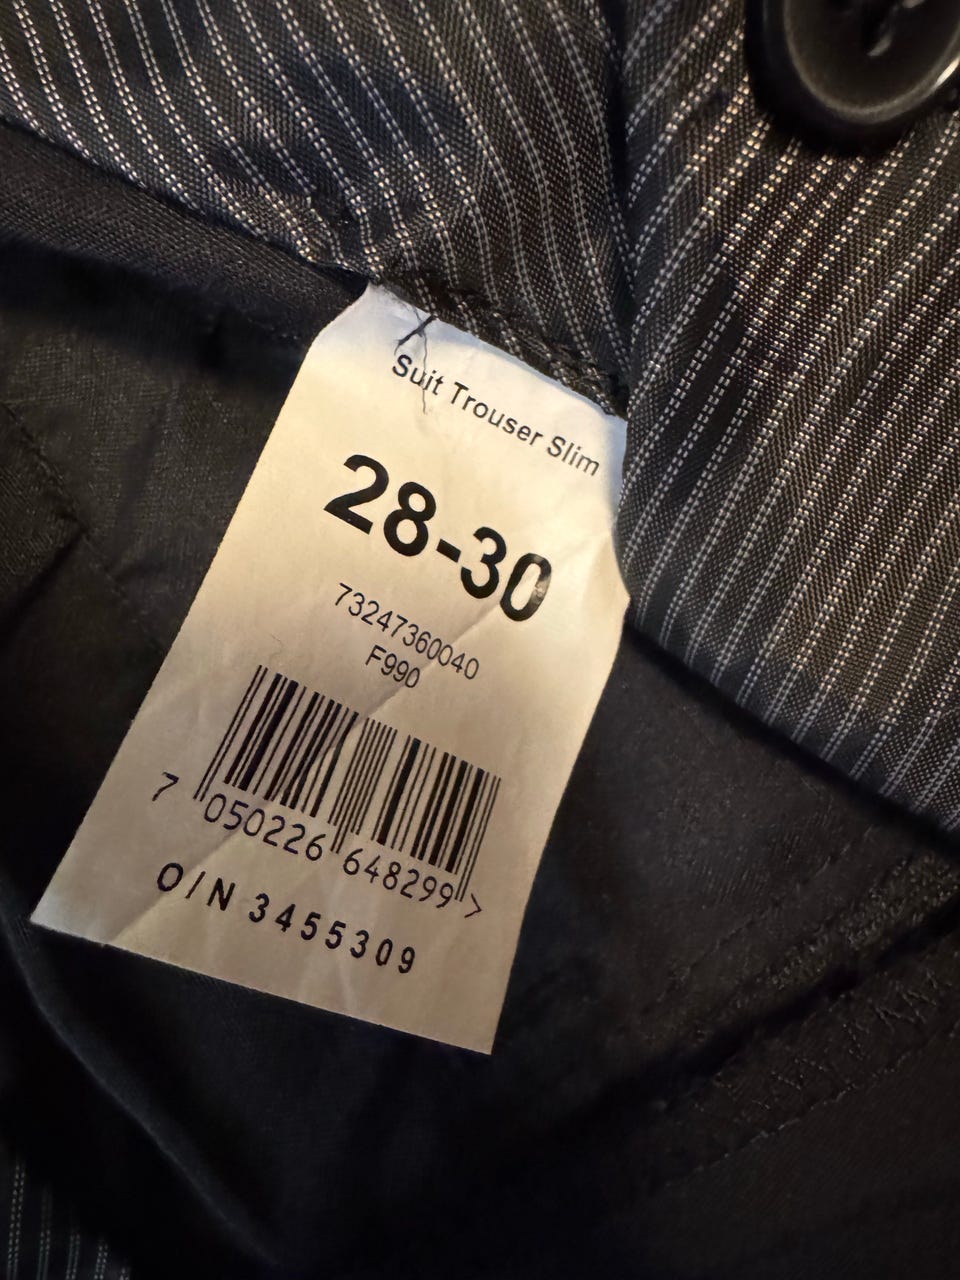 Suit Trouser Slim
28-30
73247360040
F990
7 050226 648299 >
O/N 3455309